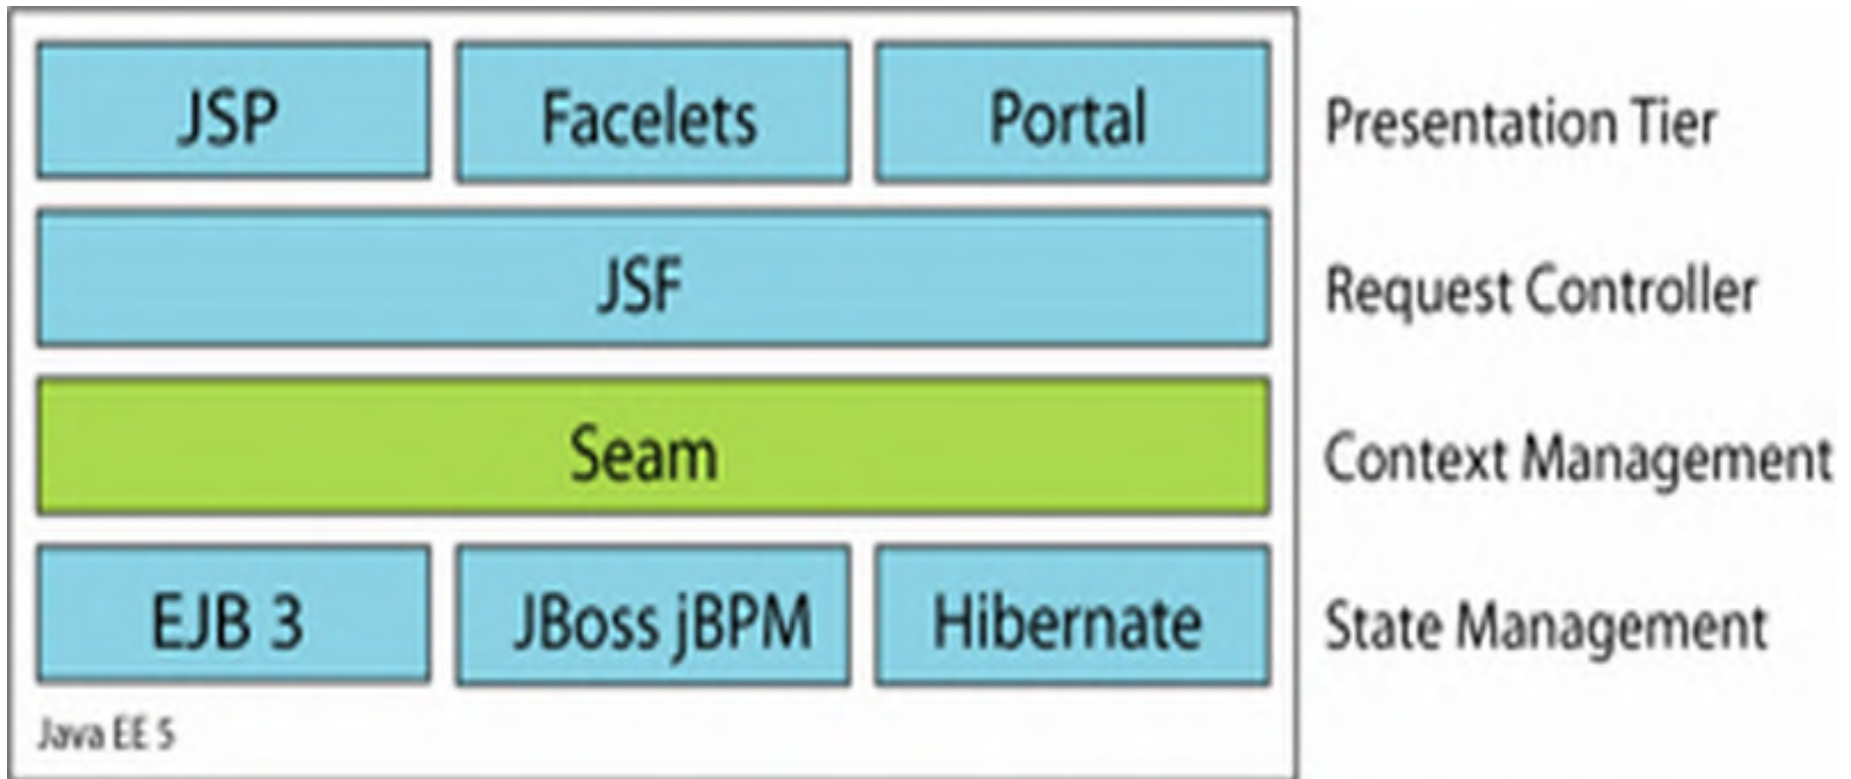 JSP Facelets Portal Presentation Tier
JSF Request Controller
Seam Context Management
EJB 3 JBoss jBPM Hibernate State Management
Java EE 5